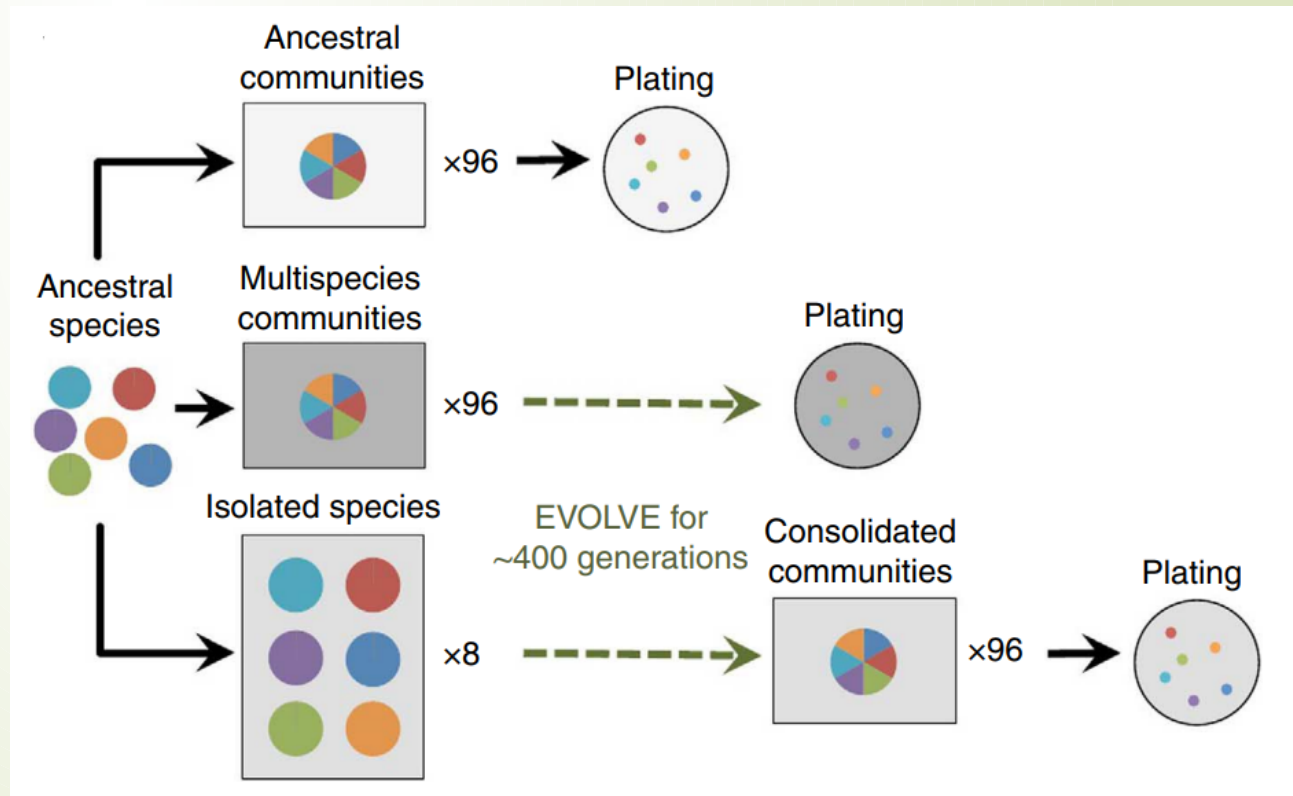 Ancestral
communities
Plating
×96
Ancestral
species
Multispecies
communities
×96
Plating
Isolated species
×8
EVOLVE for
~400 generations
Consolidated
communities
×96
Plating